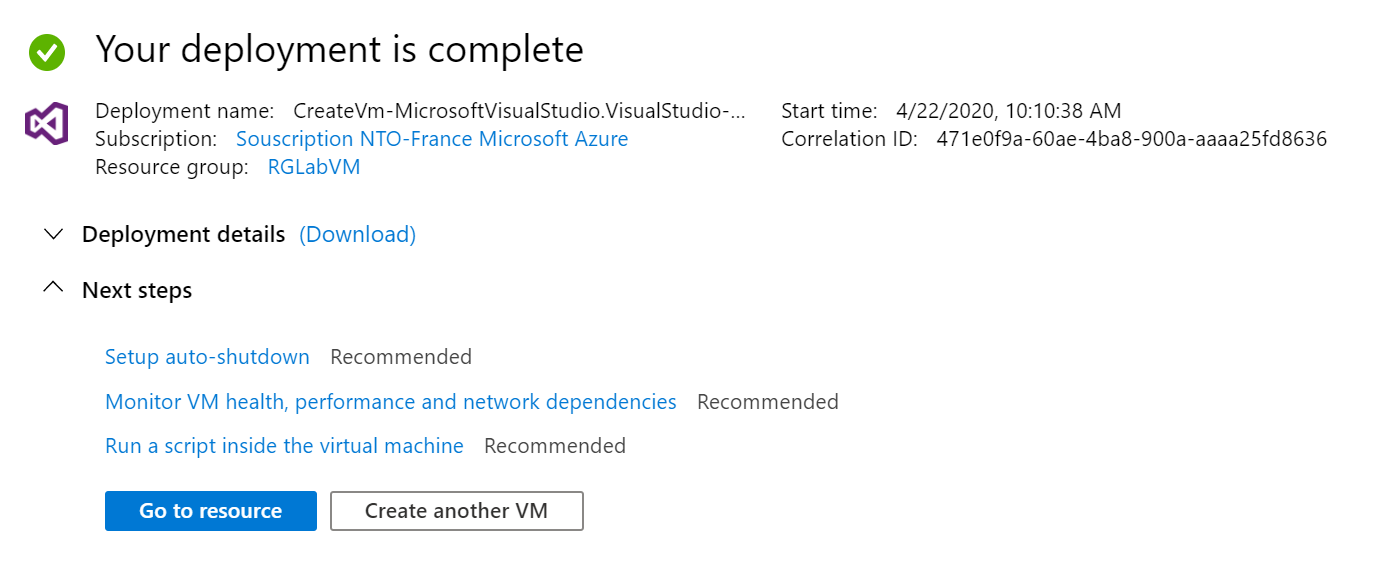 Your deployment is complete
Deployment name: CreateVm-MicrosoftVisualStudio.VisualStudio-...
Subscription: Souscription NTO-France Microsoft Azure
Resource group: RGLabVM
Start time: 4/22/2020, 10:10:38 AM
Correlation ID: 471e0f9a-60ae-4ba8-900a-aaaa25fd8636
Deployment details (Download)
Next steps
Setup auto-shutdown Recommended
Monitor VM health, performance and network dependencies Recommended
Run a script inside the virtual machine Recommended
Go to resource
Create another VM